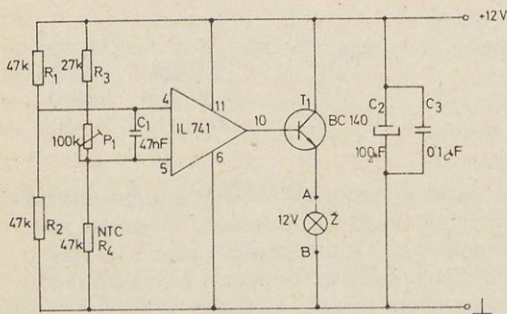 +12V
47k R1
27k R3
100k P1
C1
47nF
4
5
IL 741
11
6
10
T1
BC 140
C2
100µF
C3
0,1µF
A
12V Ž
B
47k R2
NTC
47k R4